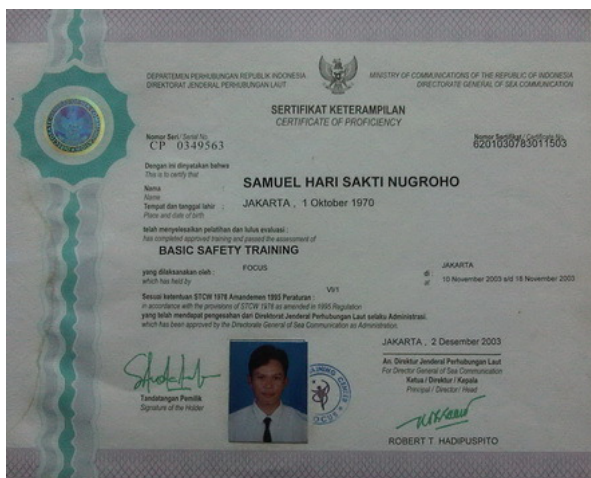 DEPARTEMEN PERHUBUNGAN REPUBLIK INDONESIA
DIREKTORAT JENDERAL PERHUBUNGAN LAUT
MINISTRY OF COMMUNICATIONS OF THE REPUBLIC OF INDONESIA
DIRECTORATE GENERAL OF SEA COMMUNICATION
SERTIFIKAT KETERAMPILAN
CERTIFICATE OF PROFICIENCY
Nomor Seri / Serial No.
CP 0349563
Nomor Sertifikat / Certificate No.
6201030783011503
Dengan ini dinyatakan bahwa
This is to certify that
Nama : SAMUEL HARI SAKTI NUGROHO
Name
Tempat dan tanggal lahir : JAKARTA , 1 Oktober 1970
Place and date of birth
telah menyelesaikan pelatihan dan lulus evaluasi :
has completed approved training and passed the assessment of
BASIC SAFETY TRAINING
yang dilaksanakan oleh : FOCUS di JAKARTA
which has held by at 10 November 2003 s/d 18 November 2003
VI/1
Sesuai ketentuan STCW 1978 Amandemen 1995 Peraturan :
in accordance with the provisions of STCW 1978 as amended in 1995 Regulation
yang telah mendapat pengesahan dari Direktorat Jenderal Perhubungan Laut selaku Administrasi.
which has been approved by the Directorate General of Sea Communication as Administration.
JAKARTA , 2 Desember 2003
An. Direktur Jenderal Perhubungan Laut
For Director General of Sea Communication
Ketua / Direktur / Kepala
Principal / Director / Head
Tandatangan Pemilik
Signature of the Holder
TRAINING CENTER
FOCUS
ROBERT T HADIPUSPITO